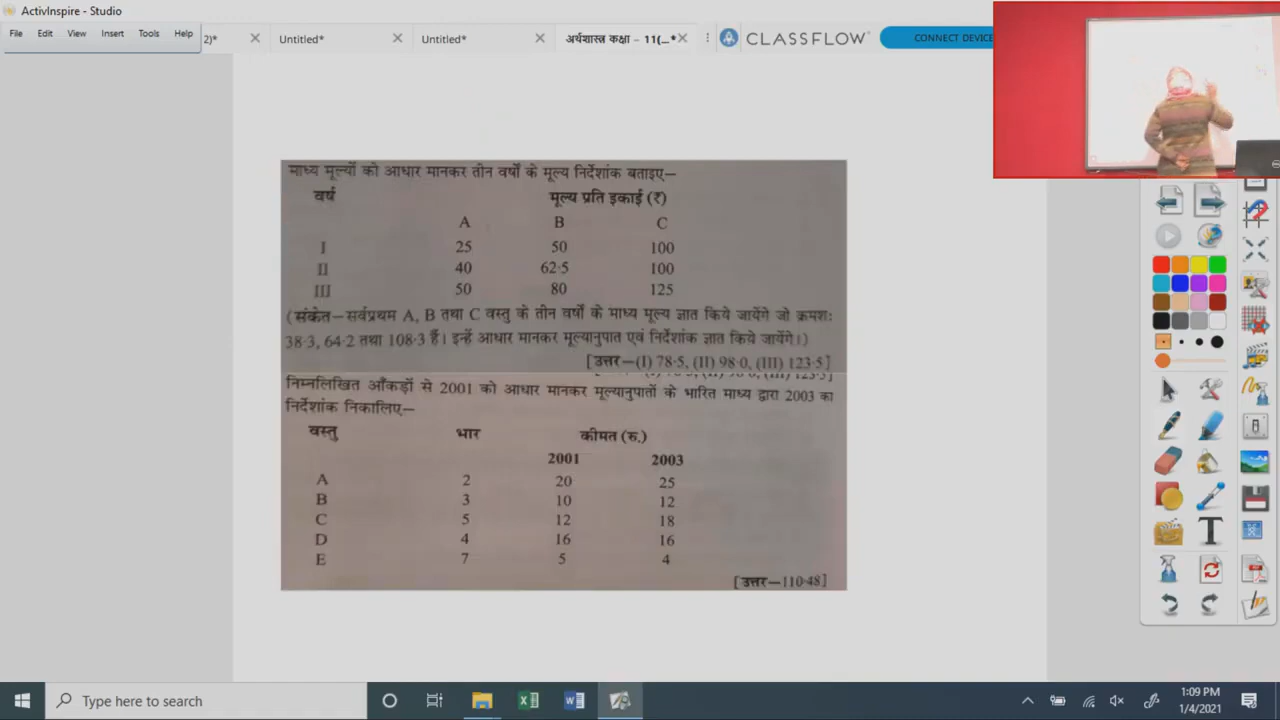 ActivInspire - Studio
File Edit View Insert Tools Help
2)* Untitled* Untitled* अर्थशास्त्र कक्षा - 11(...* CLASSFLOW CONNECT DEVICE
माध्य मूल्यों को आधार मानकर तीन वर्षों के मूल्य निर्देशांक बताइए–
वर्ष मूल्य प्रति इकाई (₹)
A B C
I 25 50 100
II 40 62·5 100
III 50 80 125
(संकेत–सर्वप्रथम A, B तथा C वस्तु के तीन वर्षों के माध्य मूल्य ज्ञात किये जायेंगे जो क्रमशः
38·3, 64·2 तथा 108·3 हैं। इन्हें आधार मानकर मूल्यानुपात एवं निर्देशांक ज्ञात किये जायेंगे।)
[उत्तर–(I) 78·5, (II) 98·0, (III) 123·5]
निम्नलिखित आँकड़ों से 2001 को आधार मानकर मूल्यानुपातों के भारित माध्य द्वारा 2003 का
निर्देशांक निकालिए–
वस्तु भार कीमत (रु.)
2001 2003
A 2 20 25
B 3 10 12
C 5 12 18
D 4 16 16
E 7 5 4
[उत्तर–110·48]
Type here to search
1:09 PM
1/4/2021